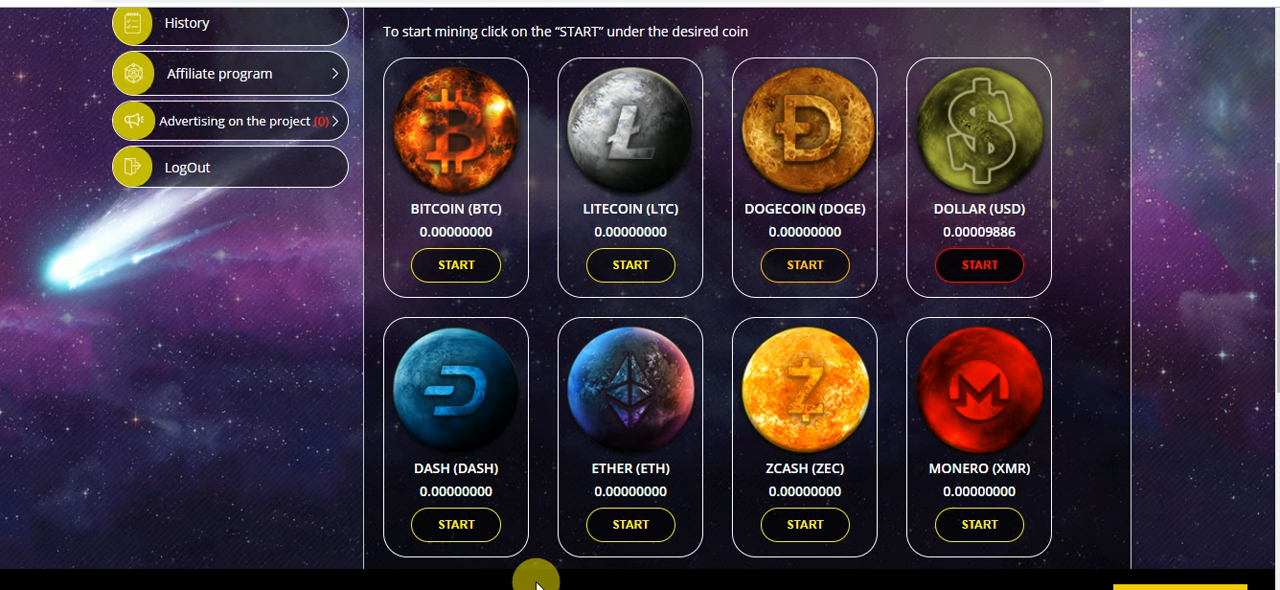 History
Affiliate program
Advertising on the project (0)
LogOut
To start mining click on the “START” under the desired coin
BITCOIN (BTC)
0.00000000
START
LITECOIN (LTC)
0.00000000
START
DOGECOIN (DOGE)
0.00000000
START
DOLLAR (USD)
0.00009886
START
DASH (DASH)
0.00000000
START
ETHER (ETH)
0.00000000
START
ZCASH (ZEC)
0.00000000
START
MONERO (XMR)
0.00000000
START